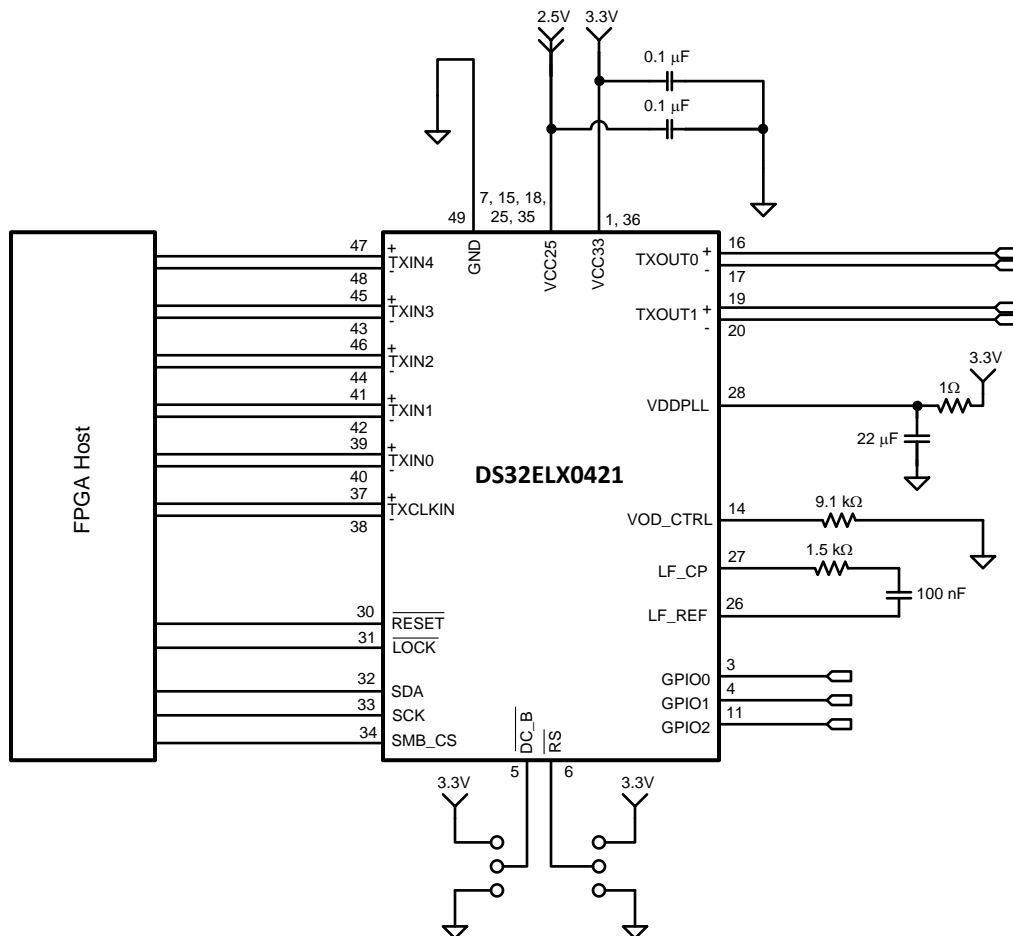 2.5V
3.3V
0.1 μF
0.1 μF
7, 15, 18,
25, 35
49
1, 36
GND
VCC25
VCC33
FPGA Host
47
+
TXIN4
-
48
45
+
TXIN3
-
43
46
+
TXIN2
-
44
41
+
TXIN1
-
42
39
+
TXIN0
-
40
37
+
TXCLKIN
-
38
30
RESET
31
LOCK
32
SDA
33
SCK
34
SMB_CS
DS32ELX0421
16
TXOUT0
+
-
17
19
TXOUT1
+
-
20
3.3V
1Ω
28
VDDPLL
22 μF
14
VOD_CTRL
9.1 kΩ
27
LF_CP
1.5 kΩ
100 nF
26
LF_REF
3
GPIO0
4
GPIO1
11
GPIO2
DC_B
RS
5
6
3.3V
3.3V